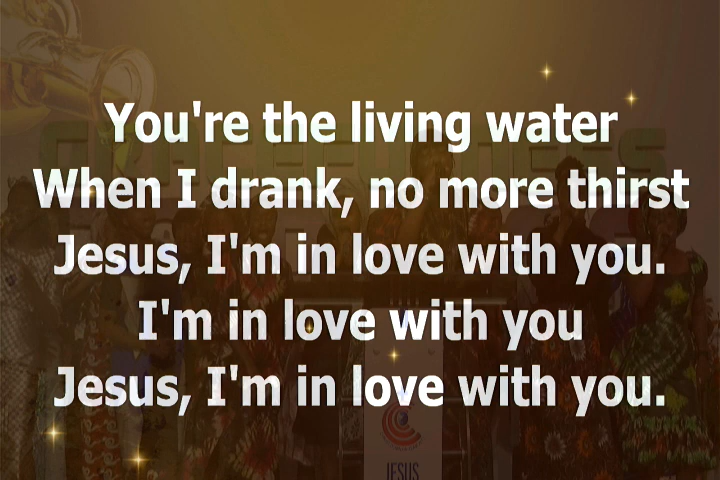 You're the living water
When I drank, no more thirst
Jesus, I'm in love with you.
I'm in love with you
Jesus, I'm in love with you.
JESUS